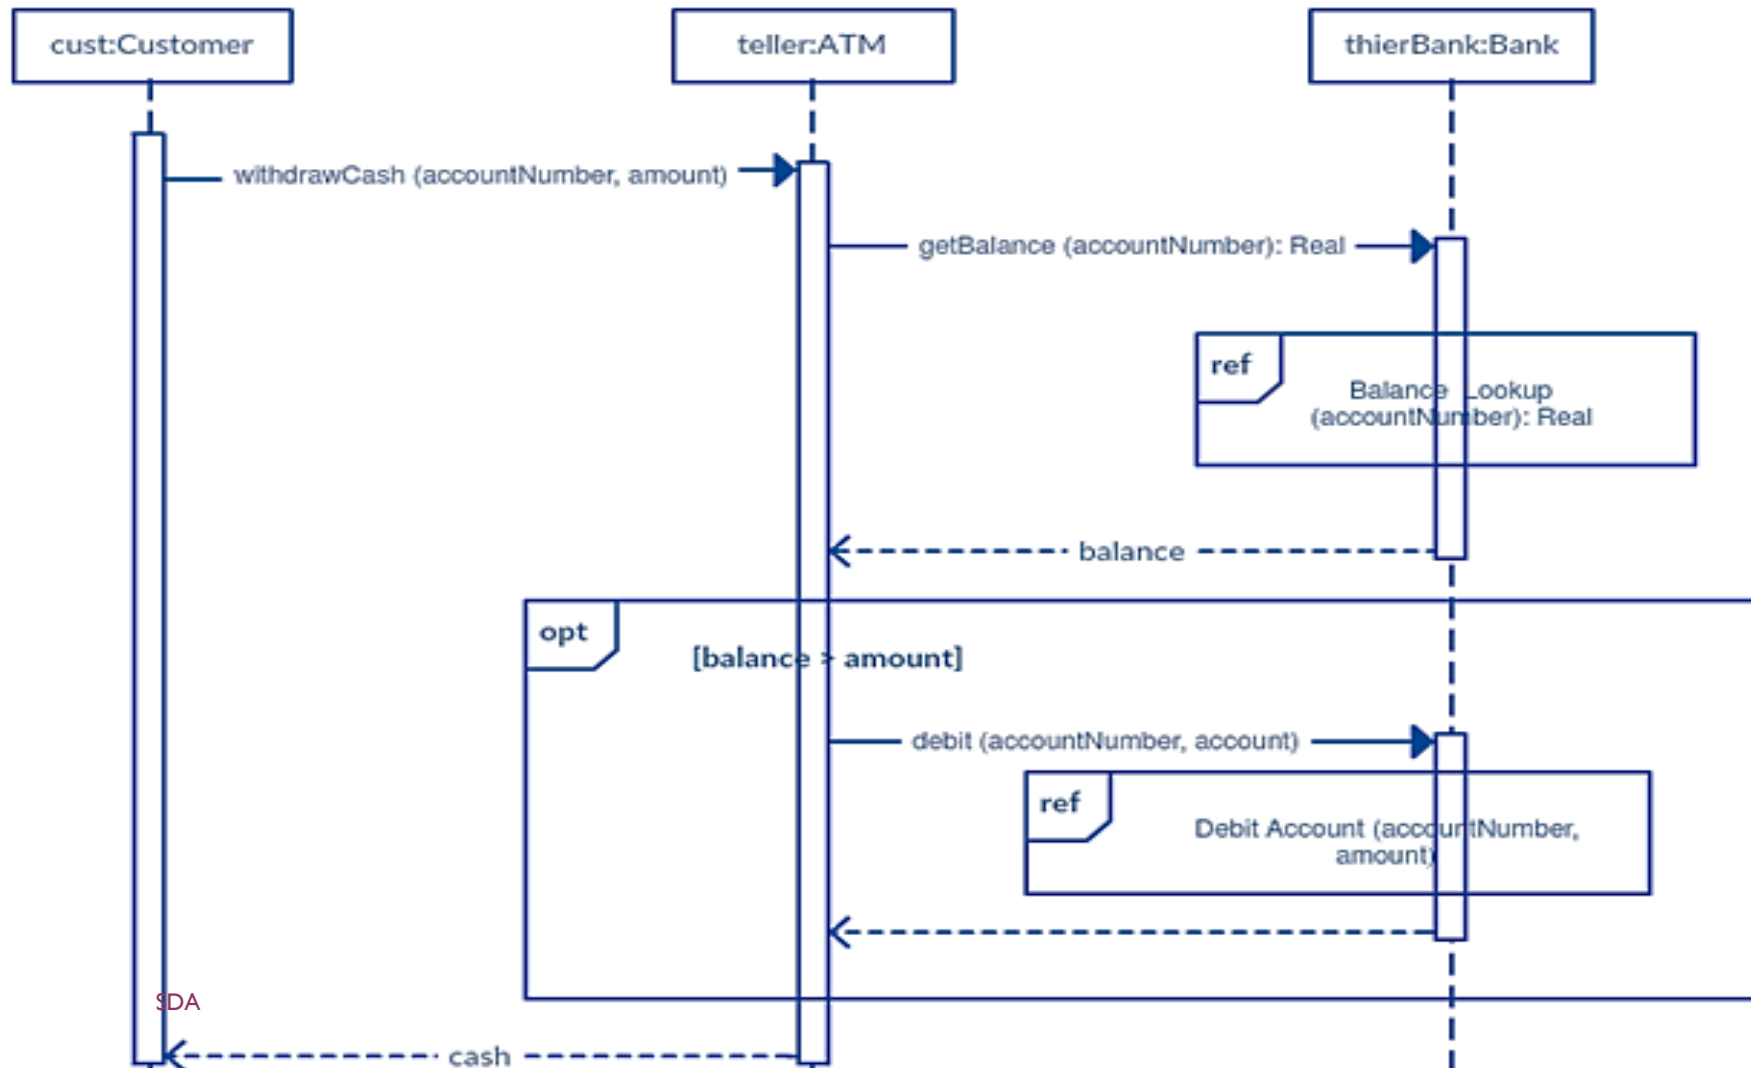 cust:Customer
teller:ATM
thierBank:Bank
withdrawCash (accountNumber, amount)
getBalance (accountNumber): Real
ref
Balance Lookup
(accountNumber): Real
balance
opt
[balance > amount]
debit (accountNumber, account)
ref
Debit Account (accountNumber,
amount)
SDA
cash